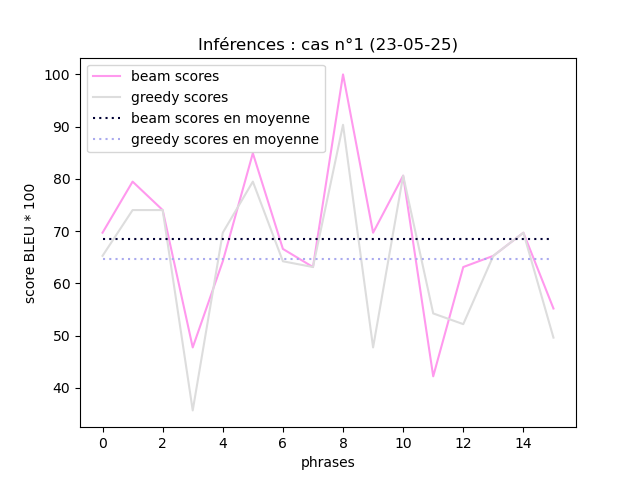 Inférences : cas n°1 (23-05-25)
beam scores
greedy scores
beam scores en moyenne
greedy scores en moyenne
score BLEU * 100
100
90
80
70
60
50
40
0 2 4 6 8 10 12 14
phrases